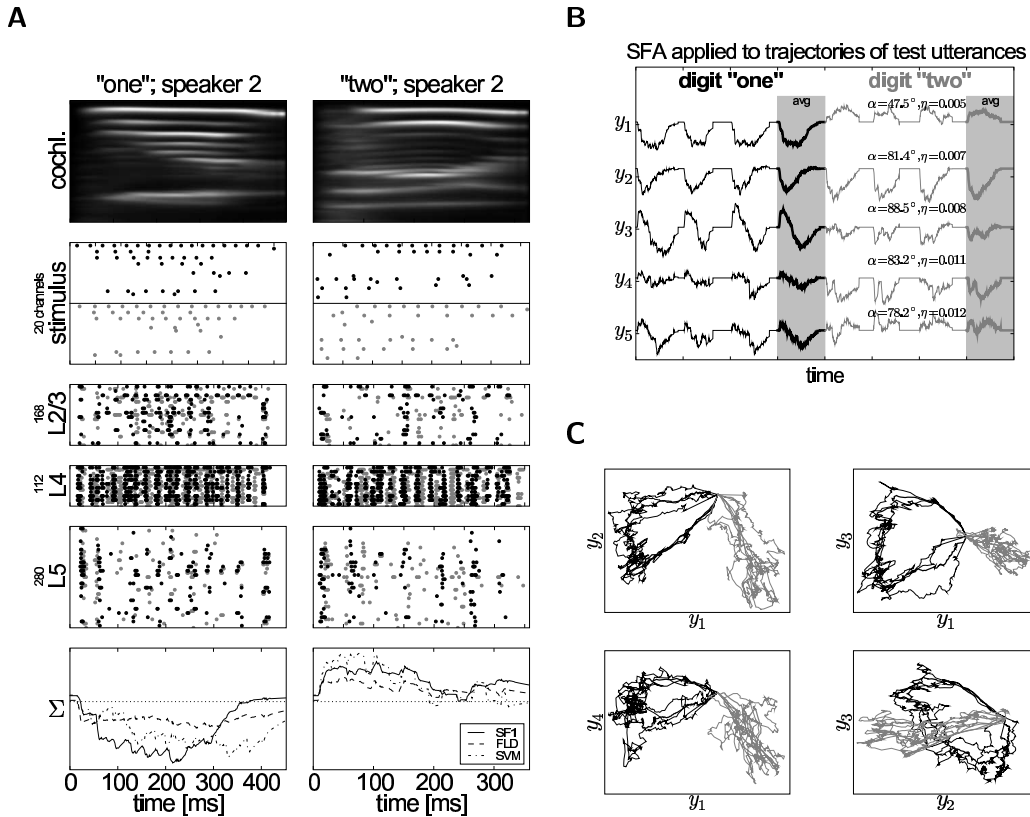 A
"one"; speaker 2
"two"; speaker 2
cochl.
20 channels
stimulus
168
L2/3
112
L4
280
L5
Σ
SF1
FLD
SVM
0 100 200 300 400
0 100 200 300
time [ms]
time [ms]
B
SFA applied to trajectories of test utterances
digit "one"
digit "two"
avg
avg
y1
α=47.5°,η=0.005
y2
α=81.4°,η=0.007
y3
α=88.5°,η=0.008
y4
α=83.2°,η=0.011
y5
α=78.2°,η=0.012
time
C
y2
y1
y3
y1
y4
y1
y3
y2